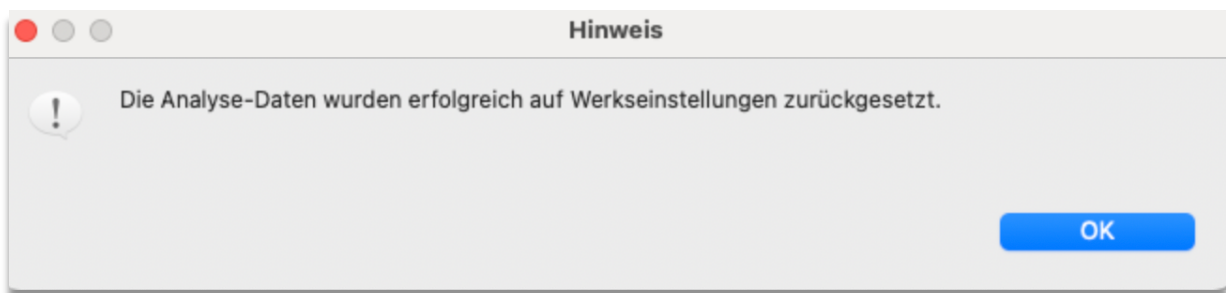 Hinweis
!
Die Analyse-Daten wurden erfolgreich auf Werkseinstellungen zurückgesetzt.
OK